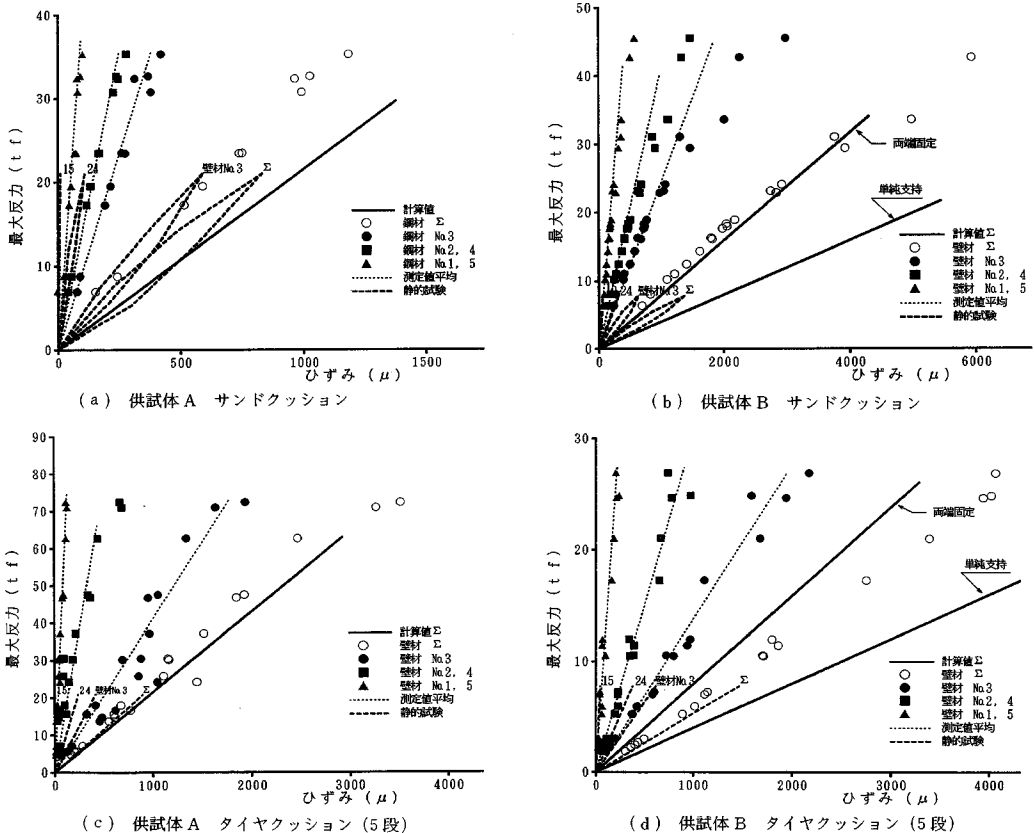 (a) 供試体A サンドクッション
最大反力 (tf)
40
30
20
10
0
0
500
1000
1500
ひずみ (μ)
15
24
壁材No.3
Σ
計算値
鋼材 Σ
鋼材 No.3
鋼材 No.2, 4
鋼材 No.1, 5
測定値平均
静的試験
(b) 供試体B サンドクッション
最大反力 (tf)
50
40
30
20
10
0
0
2000
4000
6000
ひずみ (μ)
両端固定
単純支持
24
壁材No.3
Σ
計算値Σ
壁材 Σ
壁材 No.3
壁材 No.2, 4
壁材 No.1, 5
測定値平均
静的試験
(c) 供試体A タイヤクッション (5段)
最大反力 (tf)
90
80
70
60
50
40
30
20
10
0
0
1000
2000
3000
4000
ひずみ (μ)
15
24
壁材No.3
Σ
計算値Σ
壁材 Σ
壁材 No.3
壁材 No.2, 4
壁材 No.1, 5
測定値平均
静的試験
(d) 供試体B タイヤクッション (5段)
最大反力 (tf)
30
20
10
0
0
1000
2000
3000
4000
ひずみ (μ)
両端固定
単純支持
15
24
壁材No.3
Σ
計算値Σ
壁材 Σ
壁材 No.3
壁材 No.2, 4
壁材 No.1, 5
測定値平均
静的試験